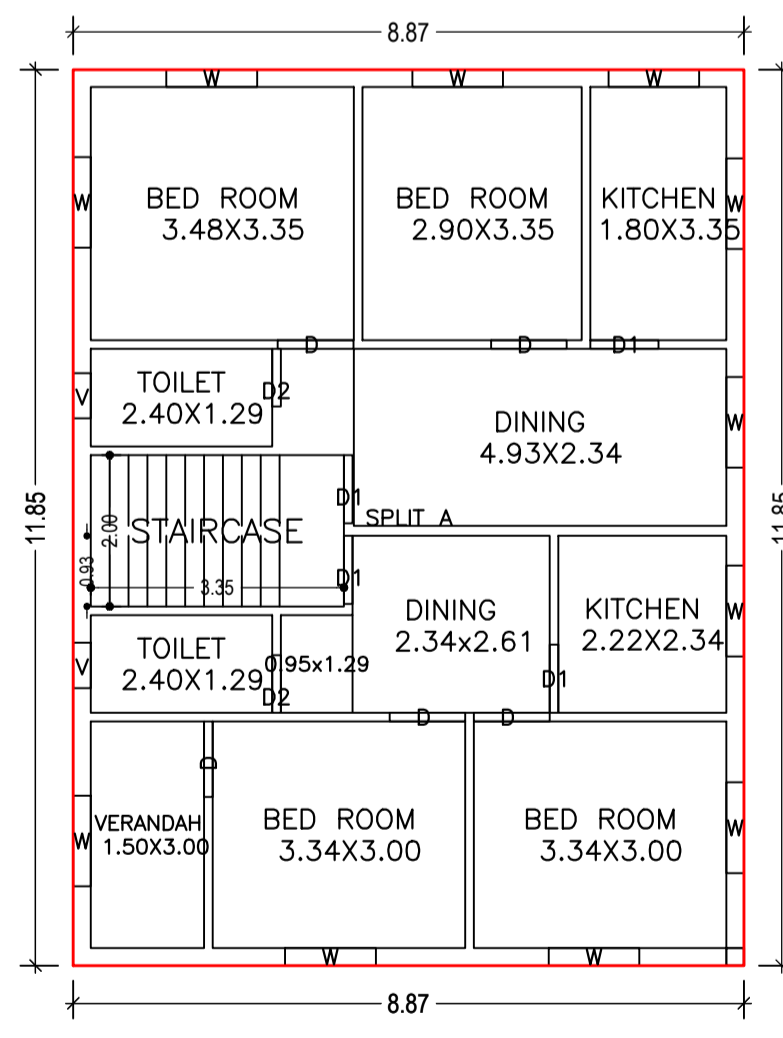 8.87
W
W
W
BED ROOM
3.48X3.35
BED ROOM
2.90X3.35
KITCHEN
1.80X3.35
W
W
D
D
D1
TOILET
2.40X1.29
D2
V
DINING
4.93X2.34
W
11.85
11.85
D1
SPLIT A
STAIRCASE
2.00
0.93
3.35
D1
DINING
2.34x2.61
KITCHEN
2.22X2.34
W
TOILET
2.40X1.29
0.95x1.29
V
D2
D1
D
D
D
VERANDAH
1.50X3.00
W
BED ROOM
3.34X3.00
BED ROOM
3.34X3.00
W
W
W
8.87